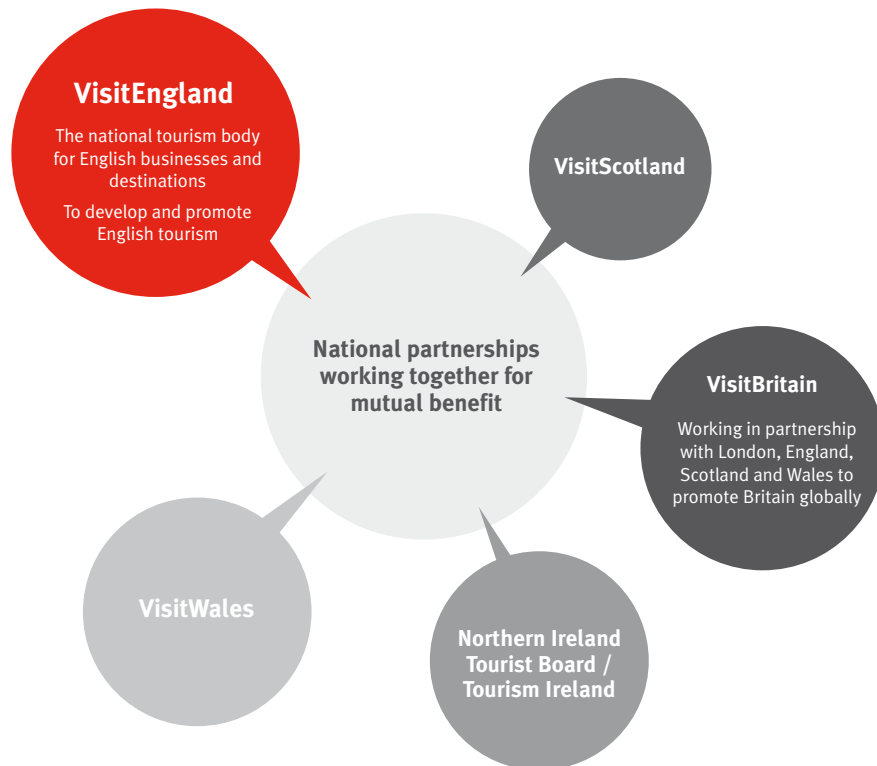 VisitEngland
The national tourism body
for English businesses and
destinations
To develop and promote
English tourism
VisitScotland
National partnerships
working together for
mutual benefit
VisitBritain
Working in partnership
with London, England,
Scotland and Wales to
promote Britain globally
VisitWales
Northern Ireland
Tourist Board /
Tourism Ireland